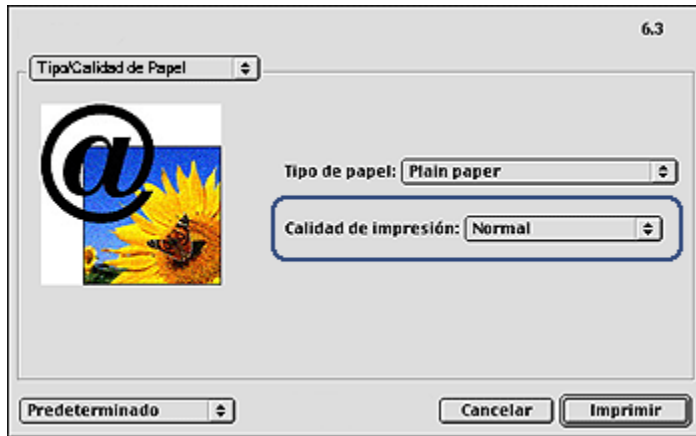 6.3
Tipo/Calidad de Papel
@
Tipo de papel: Plain paper
Calidad de impresión: Normal
Predeterminado
Cancelar
Imprimir